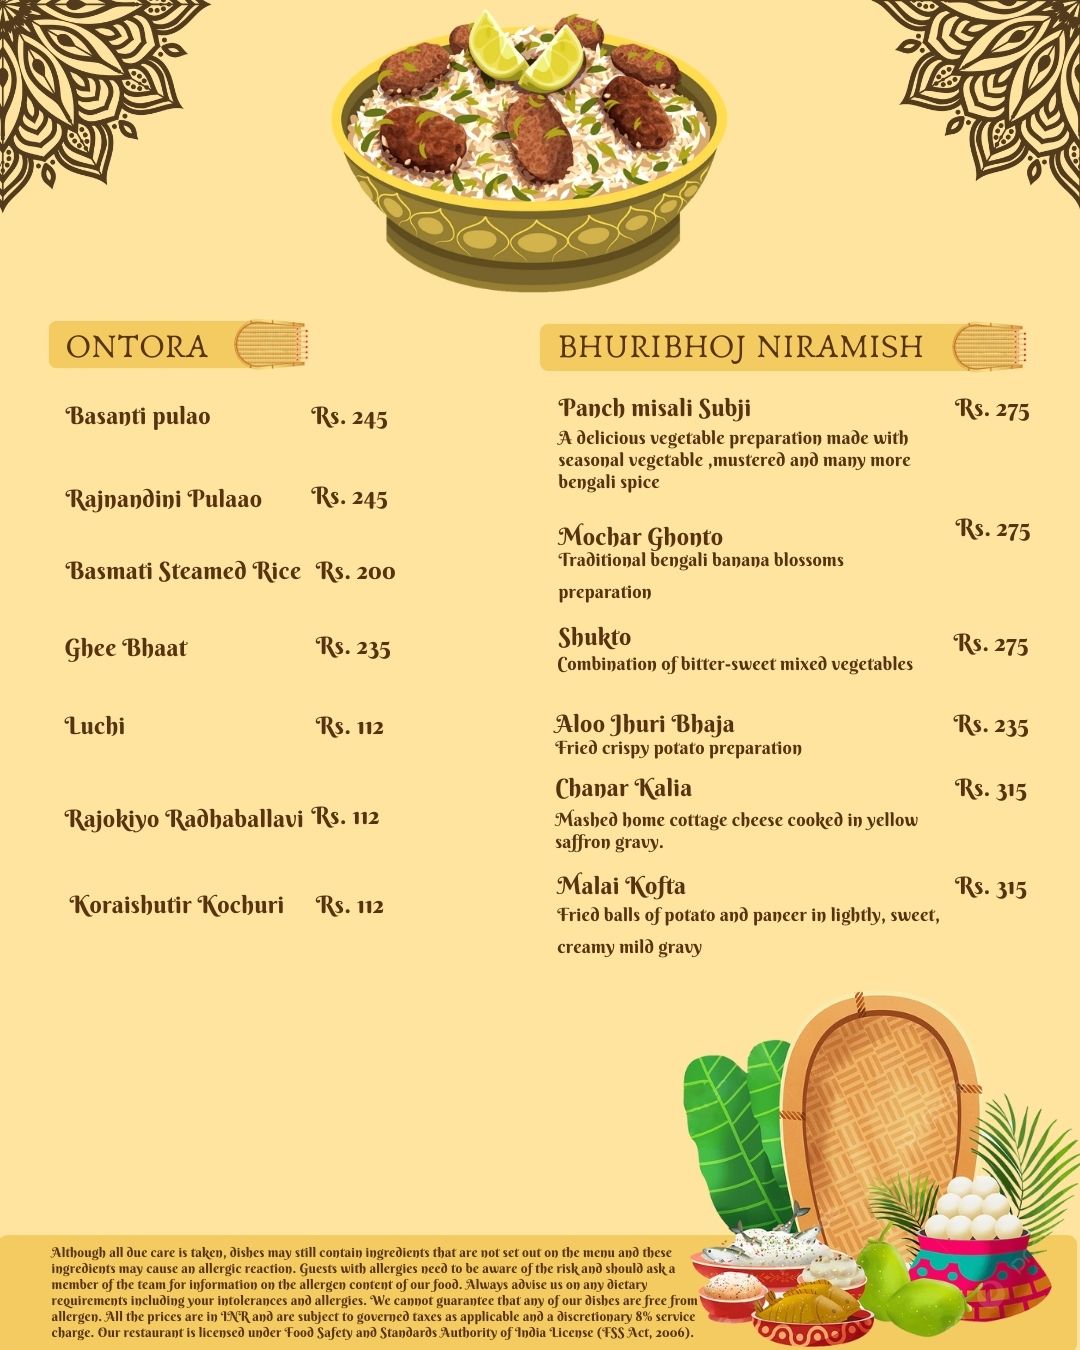 ONTORA
Basanti pulao Rs. 245
Rajnandini Pulaao Rs. 245
Basmati Steamed Rice Rs. 200
Ghee Bhaat Rs. 235
Luchi Rs. 112
Rajokiyo Radhaballavi Rs. 112
Koraishutir Kochuri Rs. 112
BHURIBHOJ NIRAMISH
Panch misali Subji Rs. 275
A delicious vegetable preparation made with
seasonal vegetable ,mustered and many more
bengali spice
Mochar Ghonto Rs. 275
Traditional bengali banana blossoms
preparation
Shukto Rs. 275
Combination of bitter-sweet mixed vegetables
Aloo Jhuri Bhaja Rs. 235
Fried crispy potato preparation
Chanar Kalia Rs. 315
Mashed home cottage cheese cooked in yellow
saffron gravy.
Malai Kofta Rs. 315
Fried balls of potato and paneer in lightly, sweet,
creamy mild gravy
Although all due care is taken, dishes may still contain ingredients that are not set out on the menu and these
ingredients may cause an allergic reaction. Guests with allergies need to be aware of the risk and should ask a
member of the team for information on the allergen content of our food. Always advise us on any dietary
requirements including your intolerances and allergies. We cannot guarantee that any of our dishes are free from
allergen. All the prices are in INR and are subject to governed taxes as applicable and a discretionary 8% service
charge. Our restaurant is licensed under Food Safety and Standards Authority of India License (FSS Act, 2006).